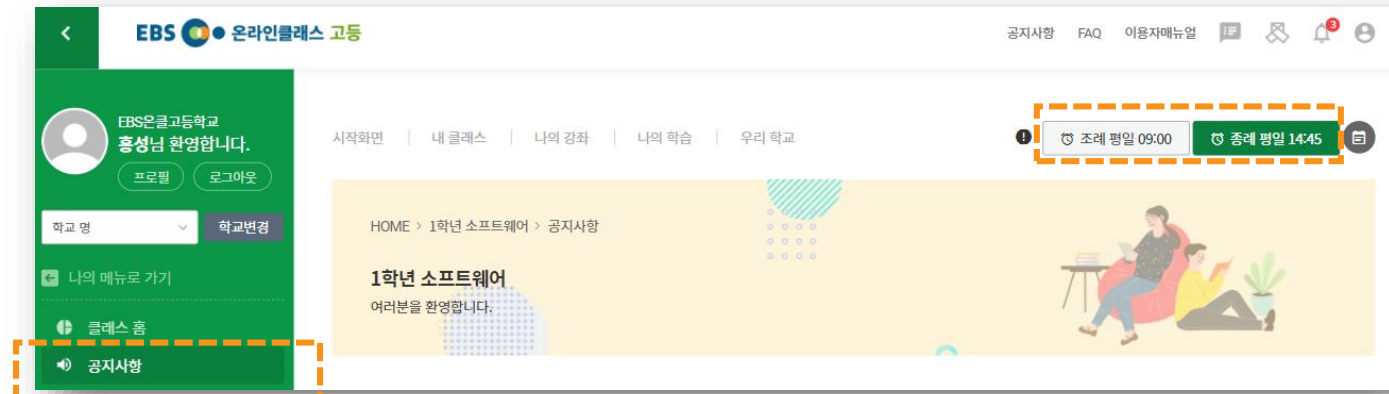 EBS 온라인클래스 고등
공지사항 FAQ 이용자매뉴얼 3
EBS온클고등학교
홍성님 환영합니다.
프로필 로그아웃
학교 명 학교변경
나의 메뉴로 가기
클래스 홈
공지사항
시작화면 | 내 클래스 | 나의 강좌 | 나의 학습 | 우리 학교
조례 평일 09:00 종례 평일 14:45
HOME > 1학년 소프트웨어 > 공지사항
1학년 소프트웨어
여러분을 환영합니다.